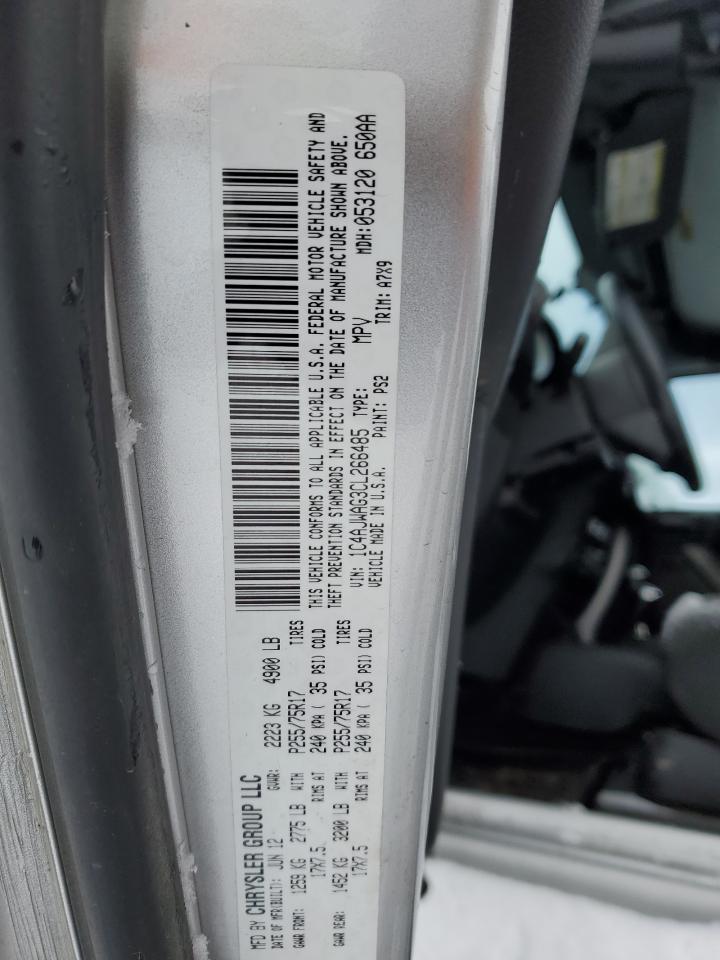 MFD BY CHRYSLER GROUP LLC
DATE OF MFR(BUILT): JUN 12 GVWR: 2223 KG 4900 LB
GAWR FRONT: 1259 KG 2775 LB WITH P255/75R17 TIRES
17X7.5 RIMS AT 240 KPA ( 35 PSI) COLD
GAWR REAR: 1452 KG 3200 LB WITH P255/75R17 TIRES
17X7.5 RIMS AT 240 KPA ( 35 PSI) COLD
THIS VEHICLE CONFORMS TO ALL APPLICABLE U.S.A. FEDERAL MOTOR VEHICLE SAFETY AND
THEFT PREVENTION STANDARDS IN EFFECT ON THE DATE OF MANUFACTURE SHOWN ABOVE.
VIN: 1C4AJWAG3CL266485 TYPE: MPV MDH: 053120 650AA
VEHICLE MADE IN U.S.A. PAINT: PS2 TRIM: A7X9